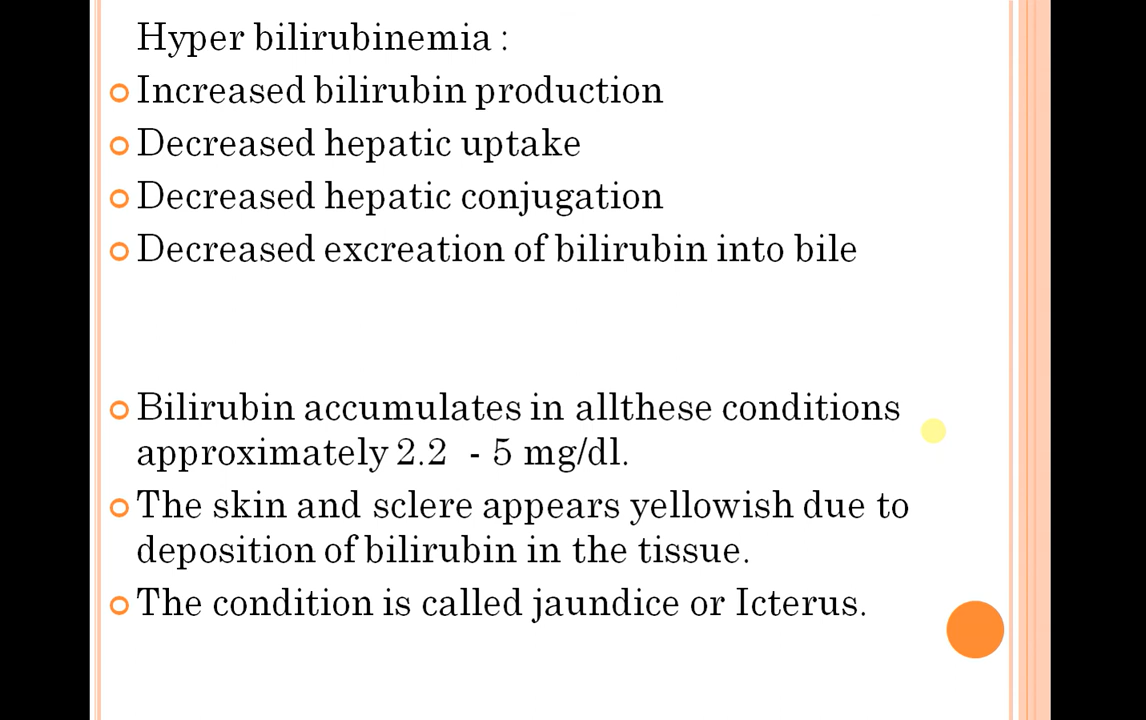 Hyper bilirubinemia :
Increased bilirubin production
Decreased hepatic uptake
Decreased hepatic conjugation
Decreased excreation of bilirubin into bile
Bilirubin accumulates in allthese conditions
approximately 2.2 - 5 mg/dl.
The skin and sclere appears yellowish due to
deposition of bilirubin in the tissue.
The condition is called jaundice or Icterus.